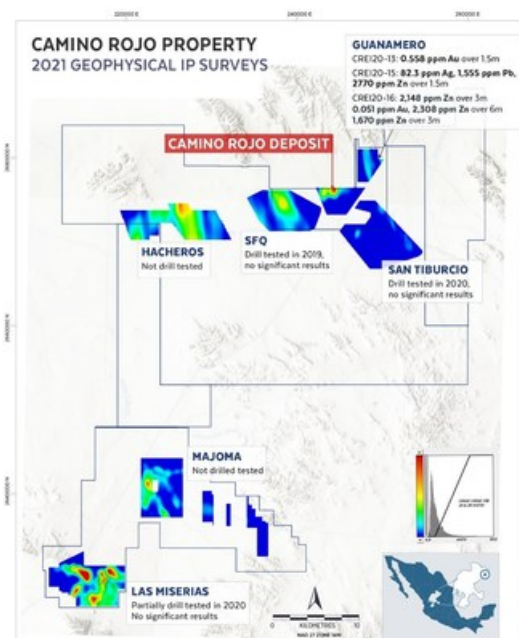 CAMINO ROJO PROPERTY
2021 GEOPHYSICAL IP SURVEYS
GUANAMERO
CREI20-13: 0.558 ppm Au over 1.5m
CREI20-15: 82.3 ppm Ag, 1,555 ppm Pb,
2770 ppm Zn over 1.5m
CREI20-16: 2,148 ppm Zn over 3m
0.051 ppm Au, 2,308 ppm Zn over 6m
1,670 ppm Zn over 3m
CAMINO ROJO DEPOSIT
HACHEROS
Not drill tested
SFQ
Drill tested in 2019,
no significant results
SAN TIBURCIO
Drill tested in 2020,
no significant results
MAJOMA
Not drilled tested
LAS MISERIAS
Partially drill tested in 2020
No significant results
0 10
KILOMETRES